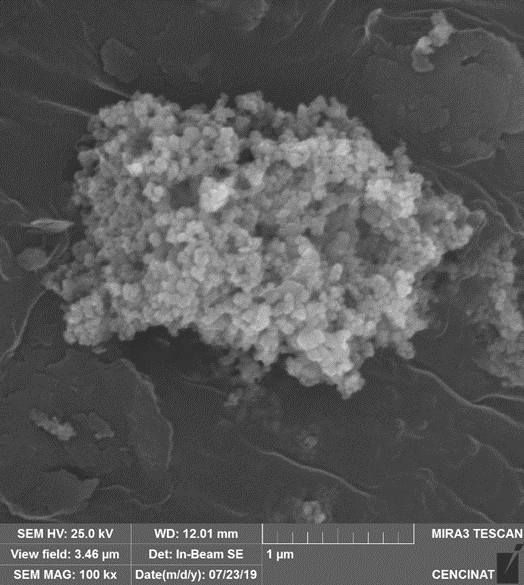 SEM HV: 25.0 kV WD: 12.01 mm MIRA3 TESCAN
View field: 3.46 µm Det: In-Beam SE 1 µm
SEM MAG: 100 kx Date(m/d/y): 07/23/19 CENCINAT